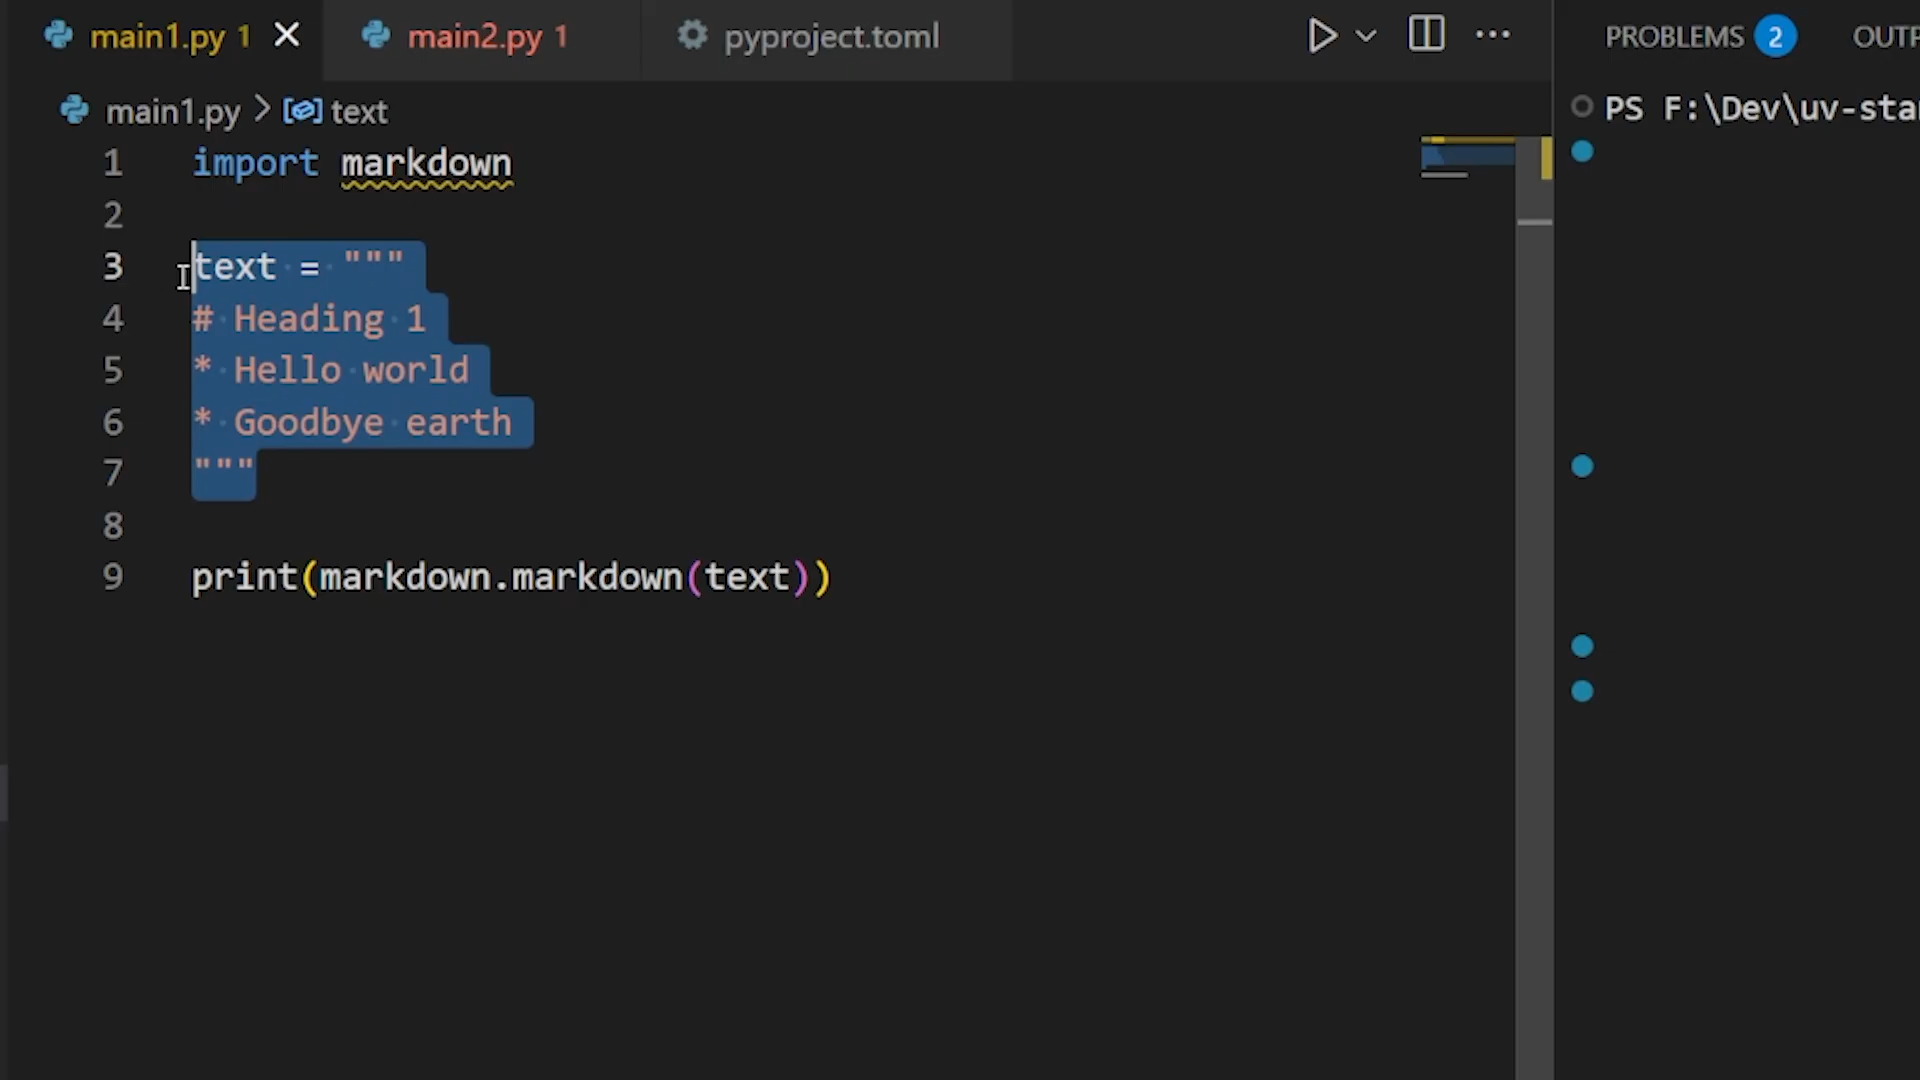 main1.py 1
main2.py 1
pyproject.toml
PROBLEMS 2
main1.py > text
PS F:\Dev\uv-sta
1 import markdown
2
3 text = """
4 # Heading 1
5 * Hello world
6 * Goodbye earth
7 """
8
9 print(markdown.markdown(text))